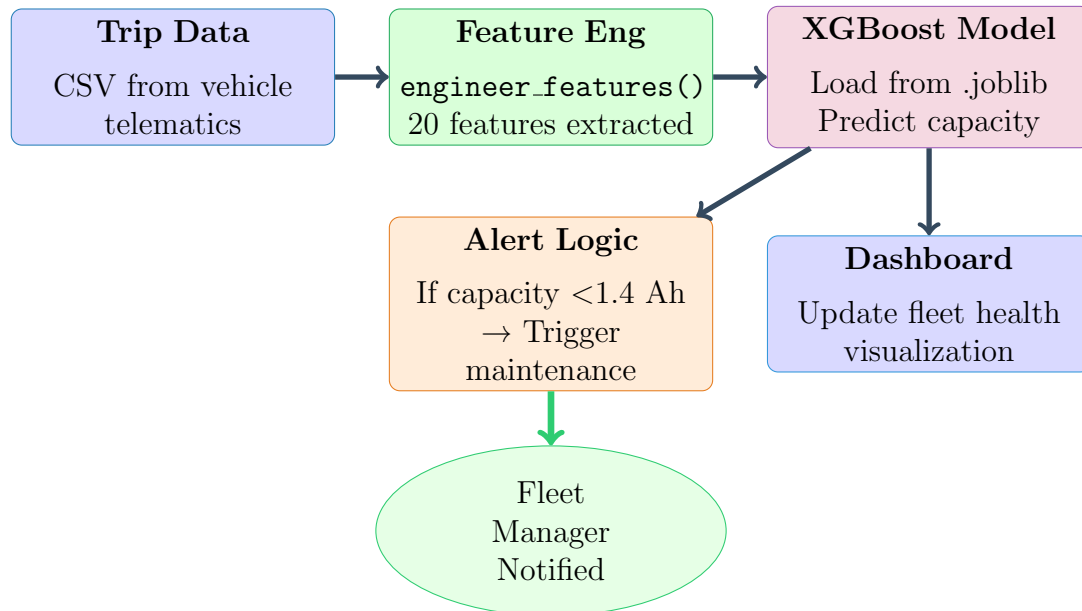 Trip Data
CSV from vehicle
telematics
Feature Eng
engineer_features()
20 features extracted
XGBoost Model
Load from .joblib
Predict capacity
Alert Logic
If capacity <1.4 Ah
→ Trigger
maintenance
Dashboard
Update fleet health
visualization
Fleet
Manager
Notified